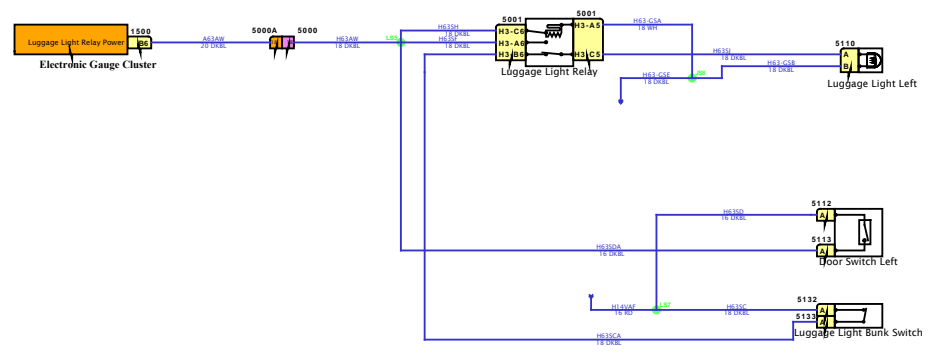 5001
5001
1500
5000A
5000
H63SH
18 DKBL
H3-C6
H3-A5
H63-GSA
18 WH
Luggage Light Relay Power
B6
A63AW
20 DKBL
H63AW
18 DKBL
H63SF
18 DKBL
H3-A6
5110
Electronic Gauge Cluster
H3-B6
H3-C5
H63SJ
18 DKBL
A
H63-GSB
18 DKBL
B
Luggage Light Relay
H63-GSE
18 DKBL
Luggage Light Left
5112
H63SD
16 DKBL
A
5113
H63SDA
16 DKBL
A
Door Switch Left
5132
H14VAF
16 RD
L57
H63SC
18 DKBL
A
5133
A
Luggage Light Bunk Switch
H63SCA
18 DKBL